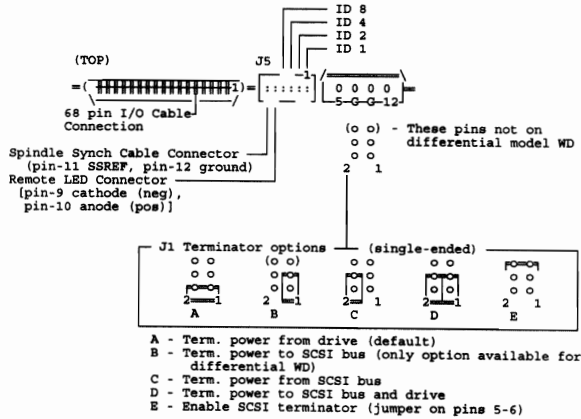 ID 8
ID 4
ID 2
ID 1
(TOP)
J5
1
1
5-G-G-12
68 pin I/O Cable
Connection
(o o) - These pins not on
differential model WD
Spindle Synch Cable Connector
(pin-11 SSREF, pin-12 ground)
Remote LED Connector
[pin-9 cathode (neg),
pin-10 anode (pos)]
2 1
J1 Terminator options (single-ended)
2 1 2 1 2 1 2 1 2 1
A B C D E
A - Term. power from drive (default)
B - Term. power to SCSI bus (only option available for
differential WD)
C - Term. power from SCSI bus
D - Term. power to SCSI bus and drive
E - Enable SCSI terminator (jumper on pins 5-6)